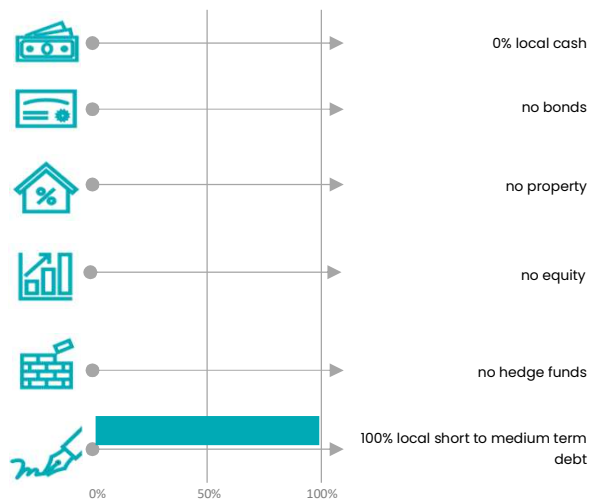 0% local cash
no bonds
%
no property
no equity
no hedge funds
100% local short to medium term
debt
0%
50%
100%